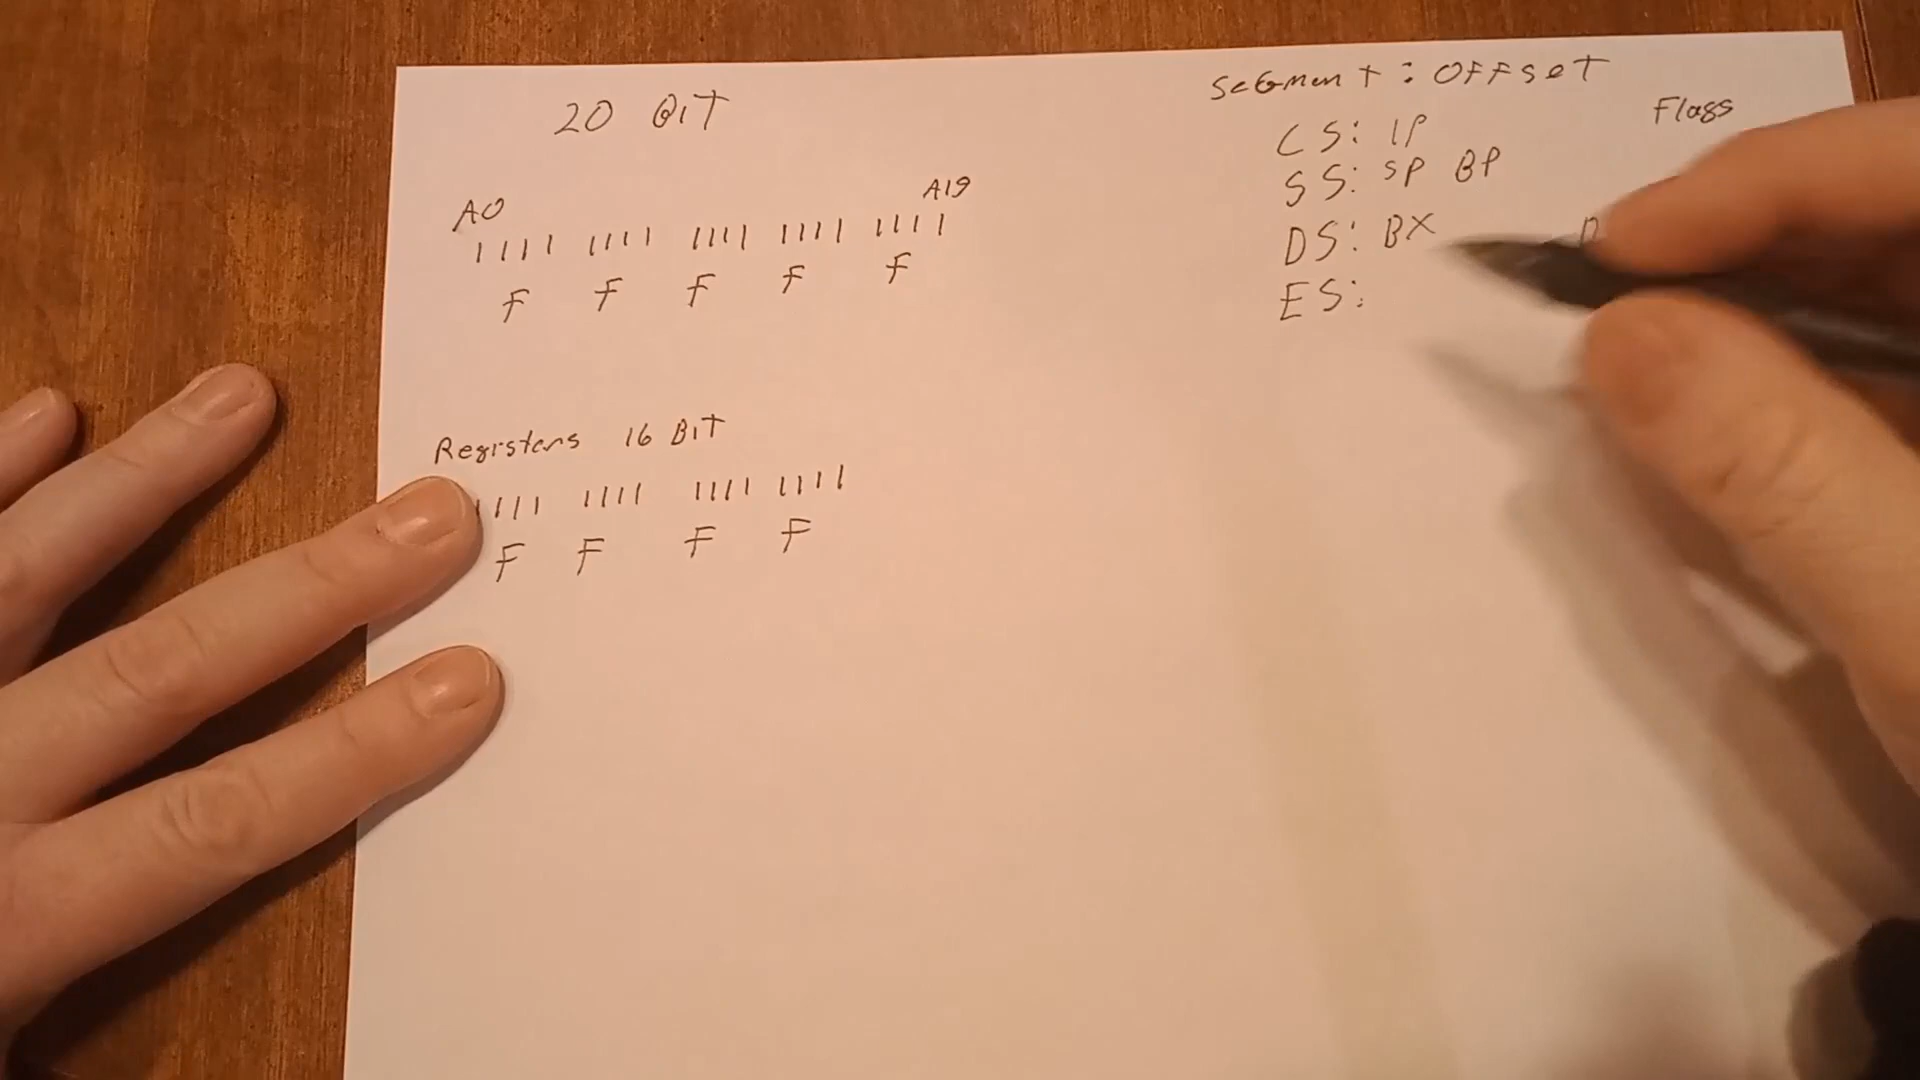 20 BIT
A0 A19
1111 1111 1111 1111 1111
F F F F F
Registers 16 BIT
1111 1111 1111 1111
F F F F
SEGMENT : OFFSET
Flags
CS: IP
SS: SP BP
DS: BX
ES: